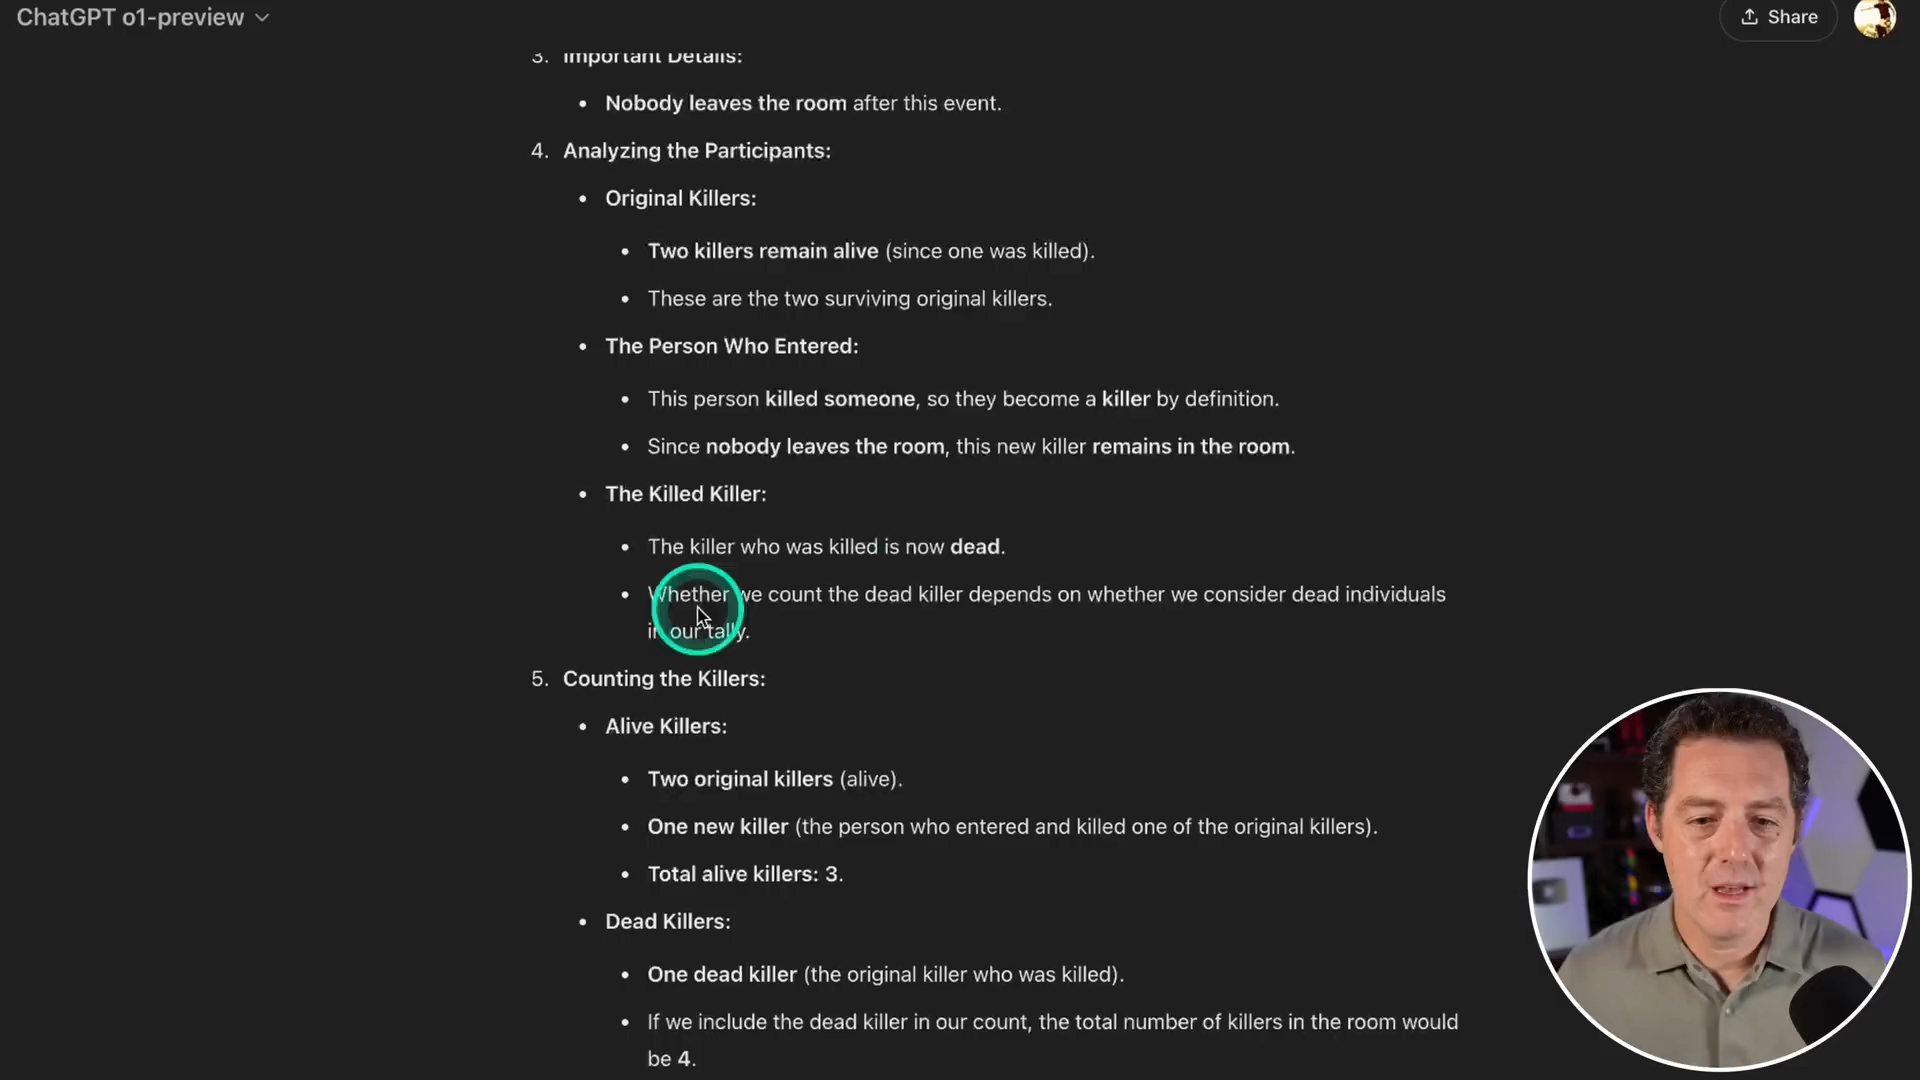 ChatGPT o1-preview
Share
3. Important Details:
• Nobody leaves the room after this event.
4. Analyzing the Participants:
• Original Killers:
• Two killers remain alive (since one was killed).
• These are the two surviving original killers.
• The Person Who Entered:
• This person killed someone, so they become a killer by definition.
• Since nobody leaves the room, this new killer remains in the room.
• The Killed Killer:
• The killer who was killed is now dead.
• Whether we count the dead killer depends on whether we consider dead individuals
in our tally.
5. Counting the Killers:
• Alive Killers:
• Two original killers (alive).
• One new killer (the person who entered and killed one of the original killers).
• Total alive killers: 3.
• Dead Killers:
• One dead killer (the original killer who was killed).
• If we include the dead killer in our count, the total number of killers in the room would
be 4.